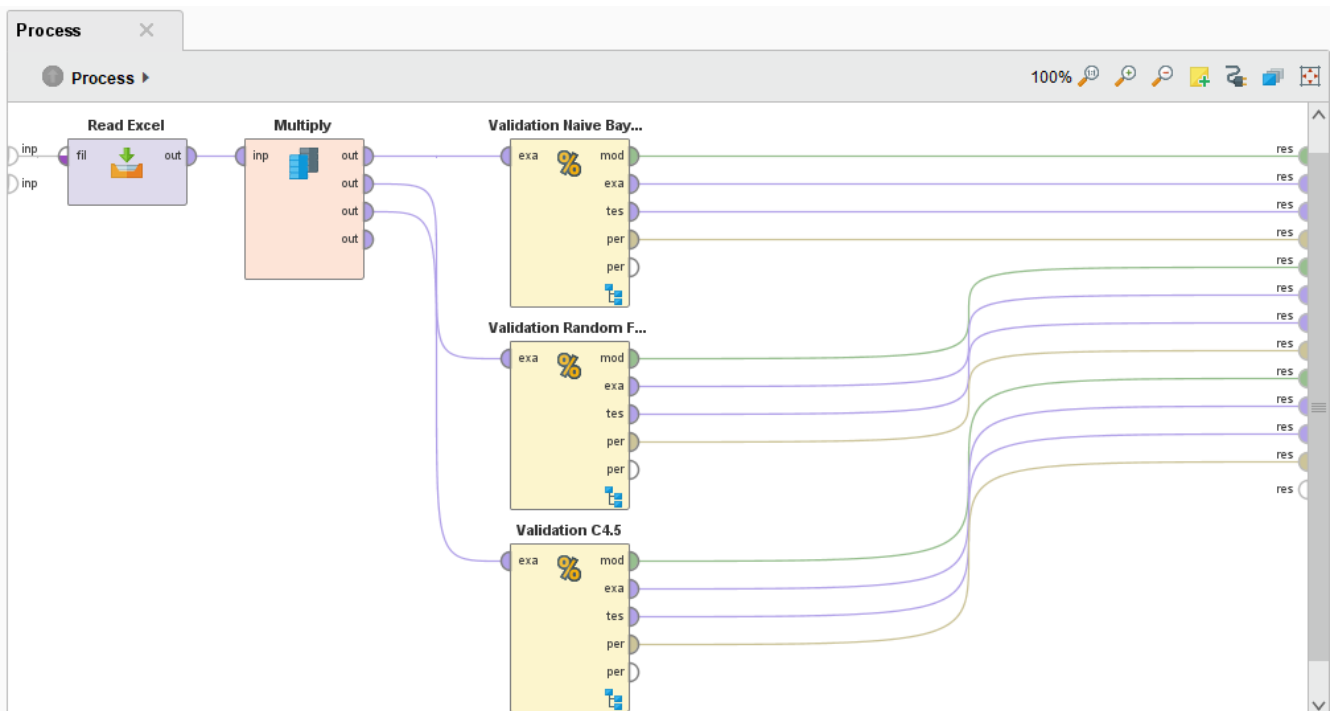 Process
Process
100%
Read Excel
Multiply
Validation Naive Bay...
inp
fil
out
inp
out
exa
mod
res
inp
out
exa
res
out
tes
res
out
per
res
per
res
res
Validation Random F...
res
exa
mod
res
exa
res
tes
res
per
res
per
res
res
Validation C4.5
exa
mod
exa
tes
per
per